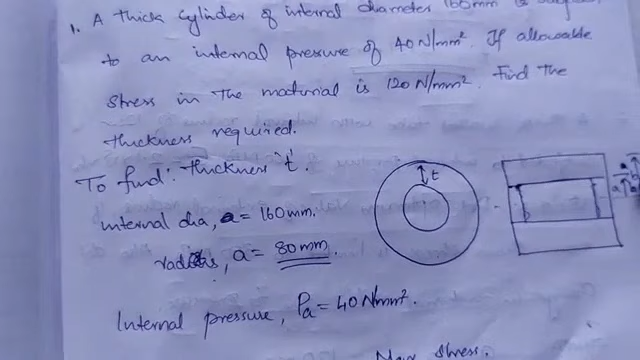 1. A thick cylinder of internal diameter 160mm is
to an internal pressure of 40 N/mm². If allowable
stress in the material is 120 N/mm². Find the
thickness required.
To find: thickness 't'.
t
internal dia, a = 160mm.
radius, a = 80mm.
Internal pressure, Pa = 40 N/mm².
Max stress.